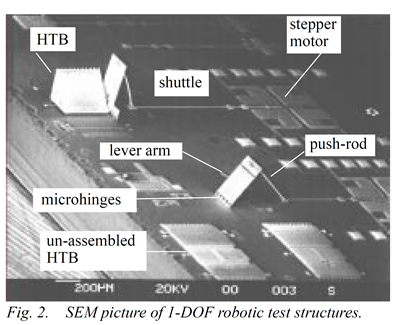 HTB
stepper
motor
shuttle
lever arm
push-rod
microhinges
un-assembled
HTB
200µM 20KV 00 003 S
Fig. 2. SEM picture of 1-DOF robotic test structures.